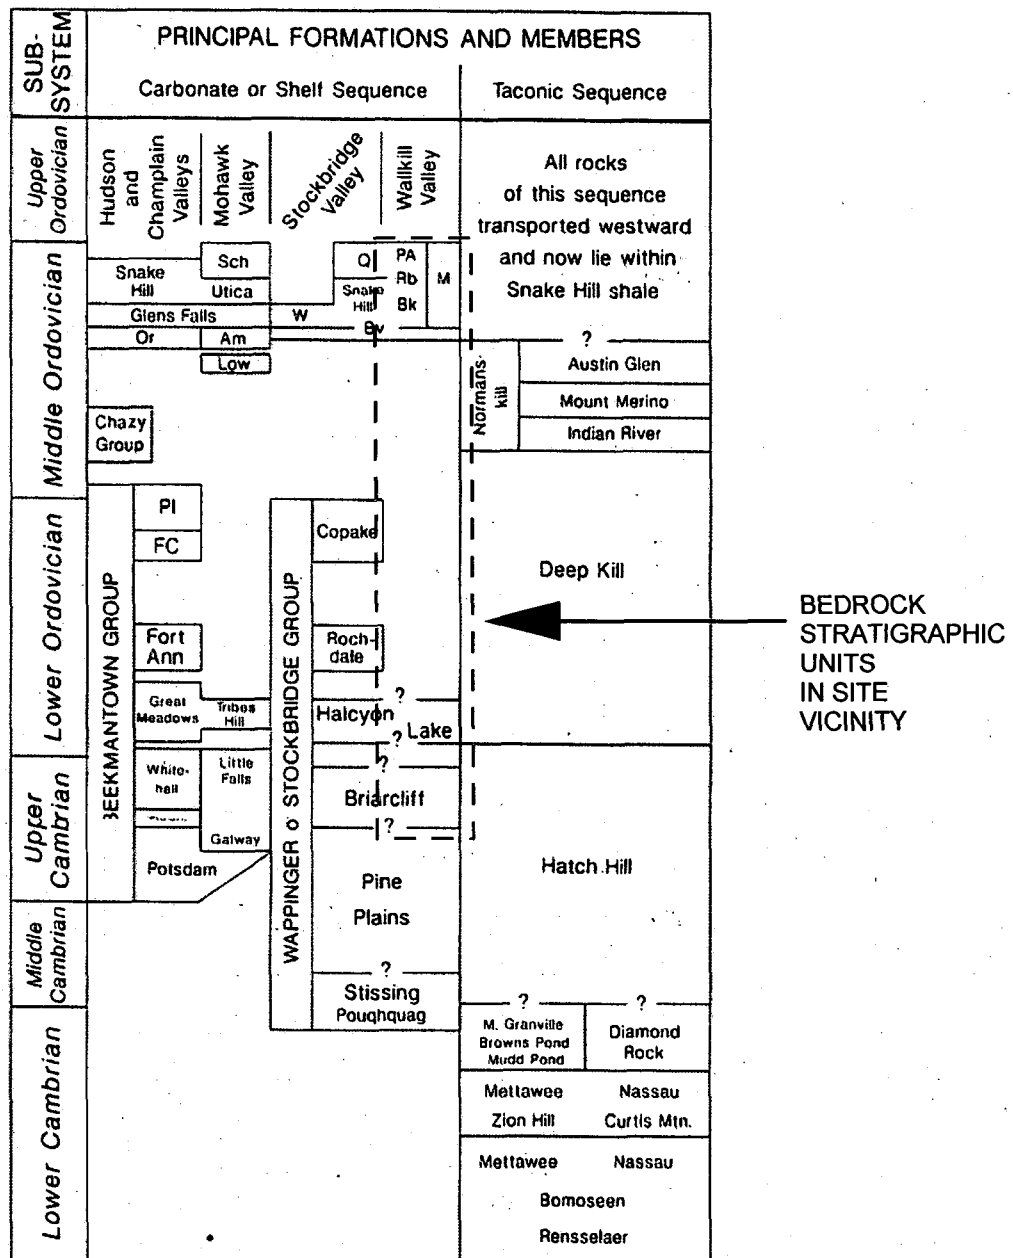 SUB-
SYSTEM
PRINCIPAL FORMATIONS AND MEMBERS
Carbonate or Shelf Sequence
Taconic Sequence
Upper
Ordovician
Hudson
and
Champlain
Valleys
Mohawk
Valley
Stockbridge
Valley
Wallkill
Valley
All rocks
of this sequence
transported westward
and now lie within
Snake Hill shale
Middle Ordovician
Snake
Hill
Sch
Utica
Glens Falls
Or
Am
Low
W
Q
Snake
Hill
PA
Rb
Bk
M
?
Normans
kill
Austin Glen
Mount Merino
Indian River
Chazy
Group
Lower Ordovician
BEEKMANTOWN GROUP
PI
FC
Fort
Ann
Great
Meadows
Tribes
Hill
WAPPINGER o STOCKBRIDGE GROUP
Copake
Roch-
dale
?
Halcyon
Lake
?
Deep Kill
BEDROCK
STRATIGRAPHIC
UNITS
IN SITE
VICINITY
Upper
Cambrian
White-
hall
Little
Falls
Galway
Potsdam
?
Briarcliff
?
Pine
Plains
Hatch Hill
Middle
Cambrian
?
Stissing
Poughquag
Lower Cambrian
?
?
M. Granville
Browns Pond
Mudd Pond
Diamond
Rock
Mettawee
Nassau
Zion Hill
Curtis Mtn.
Mettawee
Nassau
Bomoseen
Rensselaer